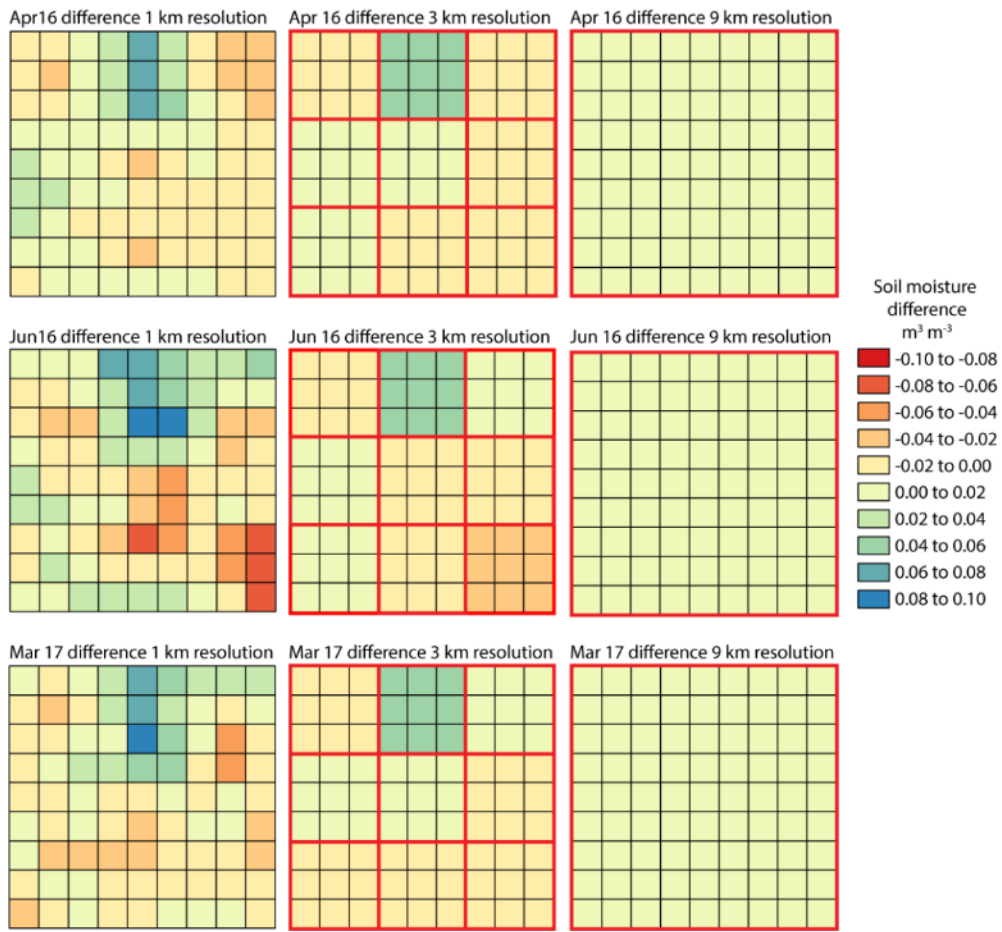 Apr16 difference 1 km resolution
Apr 16 difference 3 km resolution
Apr 16 difference 9 km resolution
Jun16 difference 1 km resolution
Jun 16 difference 3 km resolution
Jun 16 difference 9 km resolution
Mar 17 difference 1 km resolution
Mar 17 difference 3 km resolution
Mar 17 difference 9 km resolution
Soil moisture
difference
m³ m⁻³
-0.10 to -0.08
-0.08 to -0.06
-0.06 to -0.04
-0.04 to -0.02
-0.02 to 0.00
0.00 to 0.02
0.02 to 0.04
0.04 to 0.06
0.06 to 0.08
0.08 to 0.10